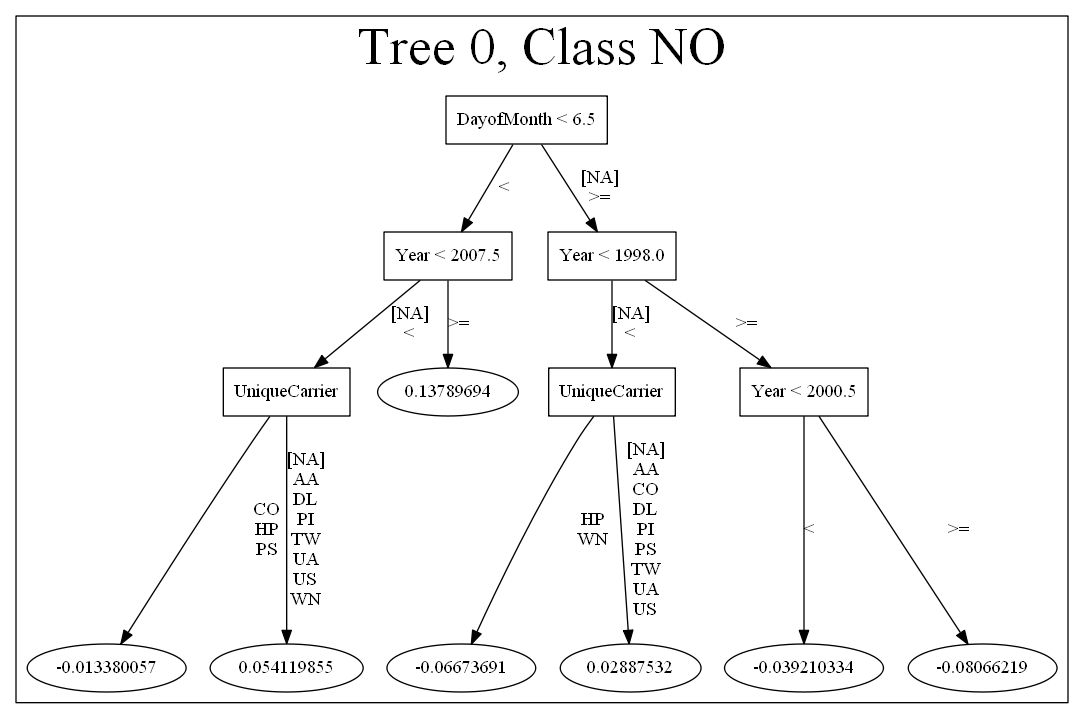 Tree 0, Class NO
DayofMonth < 6.5
<
[NA]
>=
Year < 2007.5
Year < 1998.0
[NA]
<
>=
[NA]
<
>=
UniqueCarrier
0.13789694
UniqueCarrier
Year < 2000.5
CO
HP
PS
[NA]
AA
DL
PI
TW
UA
US
WN
HP
WN
[NA]
AA
CO
DL
PI
PS
TW
UA
US
<
>=
-0.013380057
0.054119855
-0.06673691
0.02887532
-0.039210334
-0.08066219